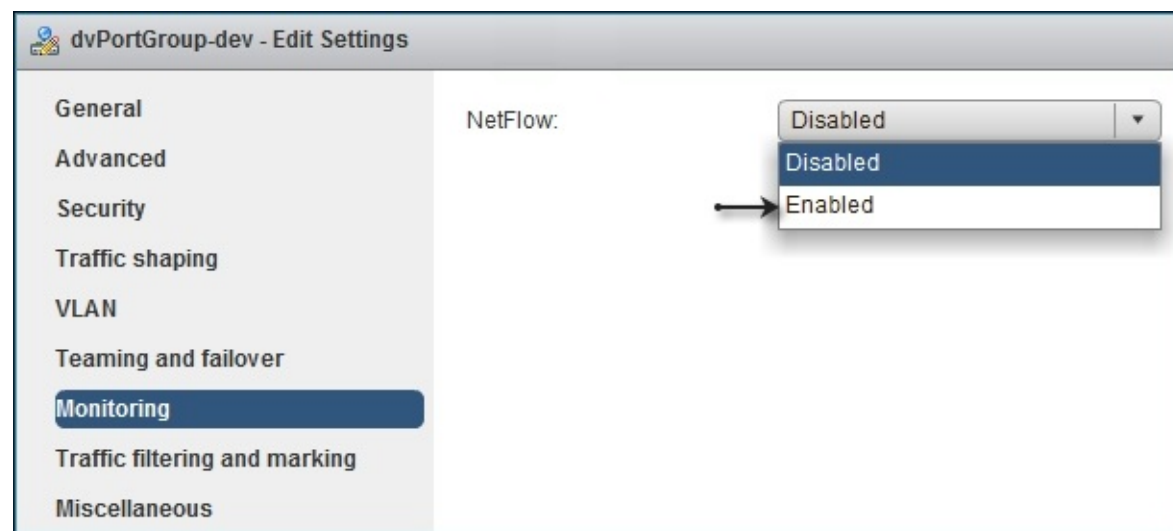 dvPortGroup-dev - Edit Settings
General
Advanced
Security
Traffic shaping
VLAN
Teaming and failover
Monitoring
Traffic filtering and marking
Miscellaneous
NetFlow:
Disabled
Disabled
Enabled